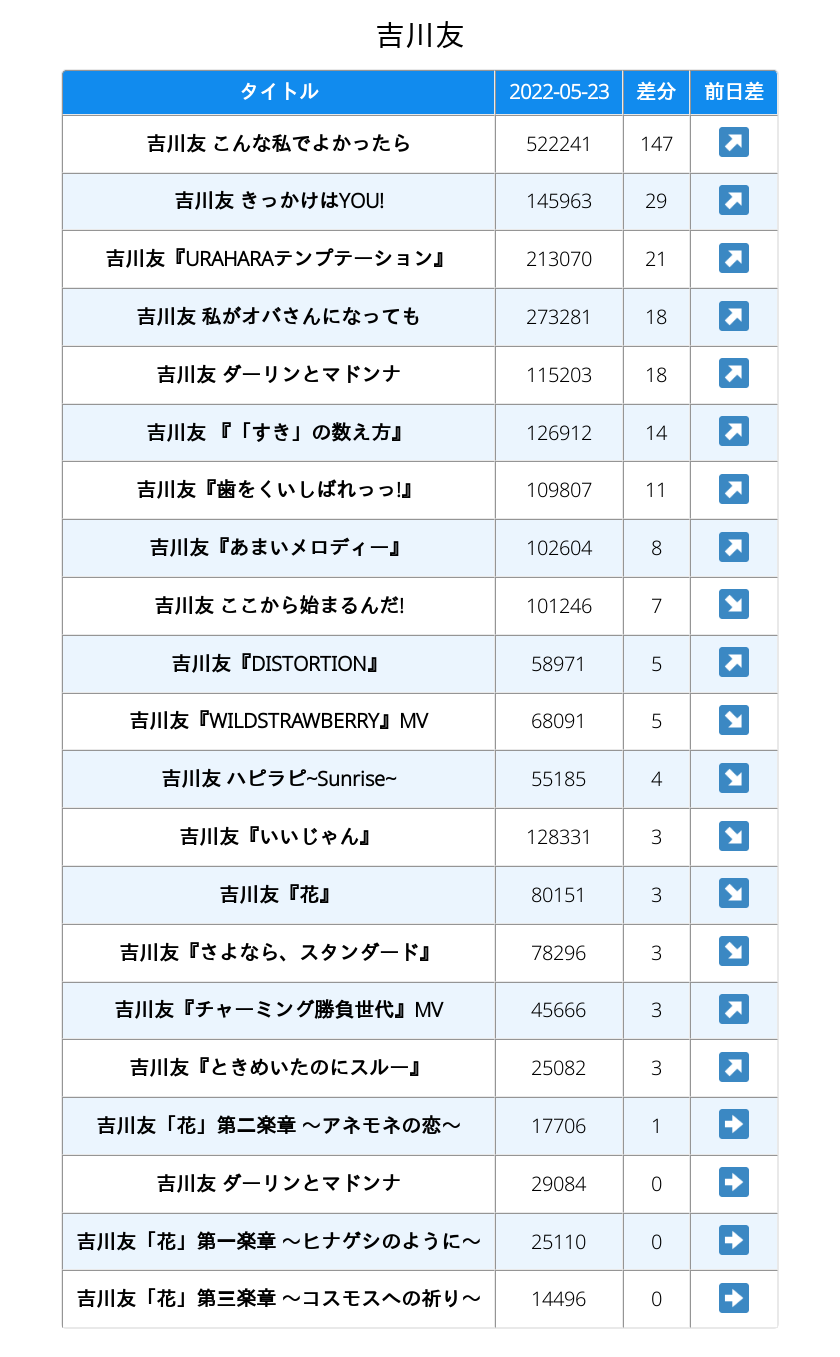 吉川友
タイトル 2022-05-23 差分 前日差
吉川友 こんな私でよかったら 522241 147 ↗
吉川友 きっかけはYOU! 145963 29 ↗
吉川友『URAHARAテンプテーション』 213070 21 ↗
吉川友 私がオバさんになっても 273281 18 ↗
吉川友 ダーリンとマドンナ 115203 18 ↗
吉川友 『「すき」の数え方』 126912 14 ↗
吉川友『歯をくいしばれっっ!』 109807 11 ↗
吉川友『あまいメロディー』 102604 8 ↗
吉川友 ここから始まるんだ! 101246 7 ↘
吉川友『DISTORTION』 58971 5 ↗
吉川友『WILDSTRAWBERRY』MV 68091 5 ↘
吉川友 ハピラピ~Sunrise~ 55185 4 ↘
吉川友『いいじゃん』 128331 3 ↘
吉川友『花』 80151 3 ↘
吉川友『さよなら、スタンダード』 78296 3 ↘
吉川友『チャーミング勝負世代』MV 45666 3 ↗
吉川友『ときめいたのにスルー』 25082 3 ↗
吉川友「花」第二楽章 〜アネモネの恋〜 17706 1 →
吉川友 ダーリンとマドンナ 29084 0 →
吉川友「花」第一楽章 〜ヒナゲシのように〜 25110 0 →
吉川友「花」第三楽章 〜コスモスへの祈り〜 14496 0 →